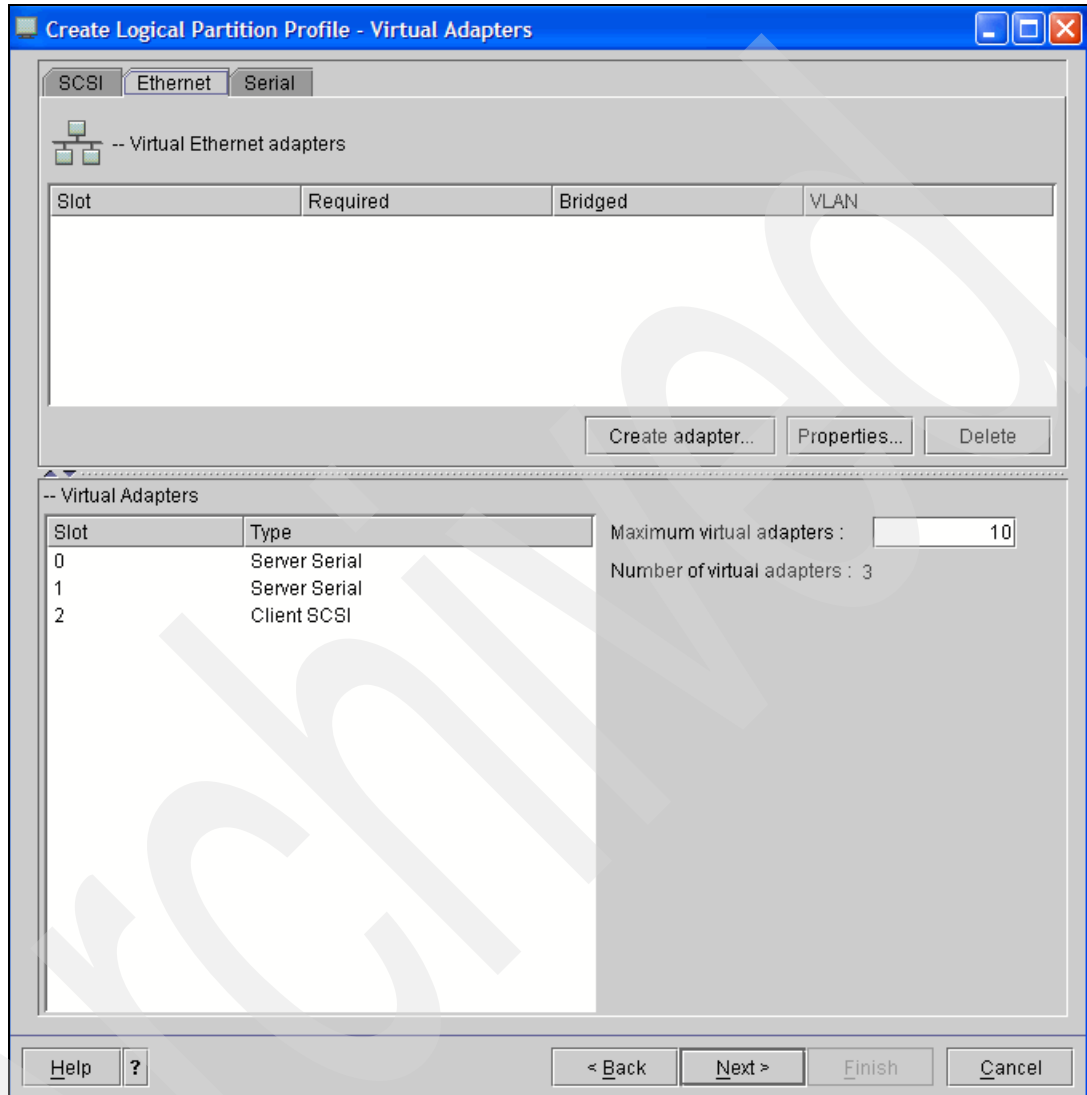 Create Logical Partition Profile - Virtual Adapters
SCSI Ethernet Serial
-- Virtual Ethernet adapters
Slot Required Bridged VLAN
Create adapter... Properties... Delete
-- Virtual Adapters
Slot Type
0 Server Serial
1 Server Serial
2 Client SCSI
Maximum virtual adapters : 10
Number of virtual adapters : 3
Help ? < Back Next > Finish Cancel
rchived